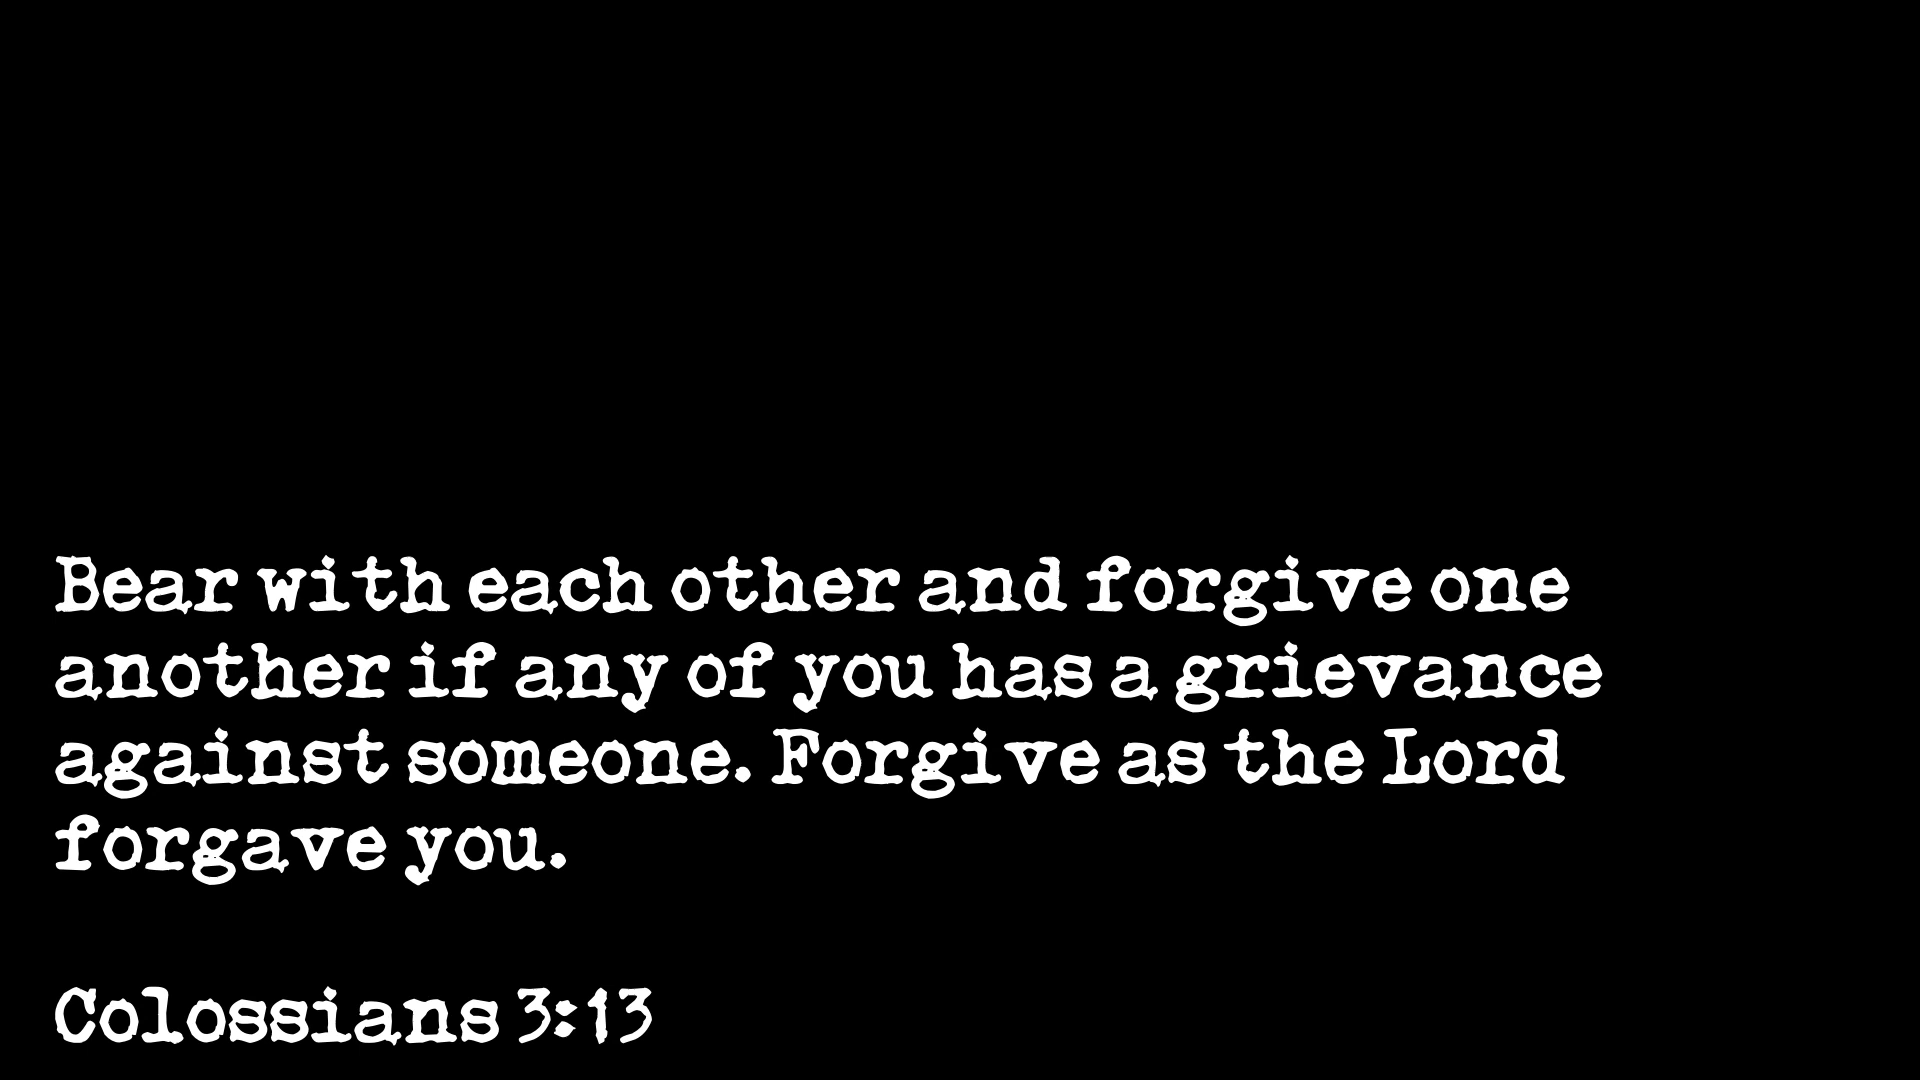 Bear with each other and forgive one
another if any of you has a grievance
against someone. Forgive as the Lord
forgave you.
Colossians 3:13